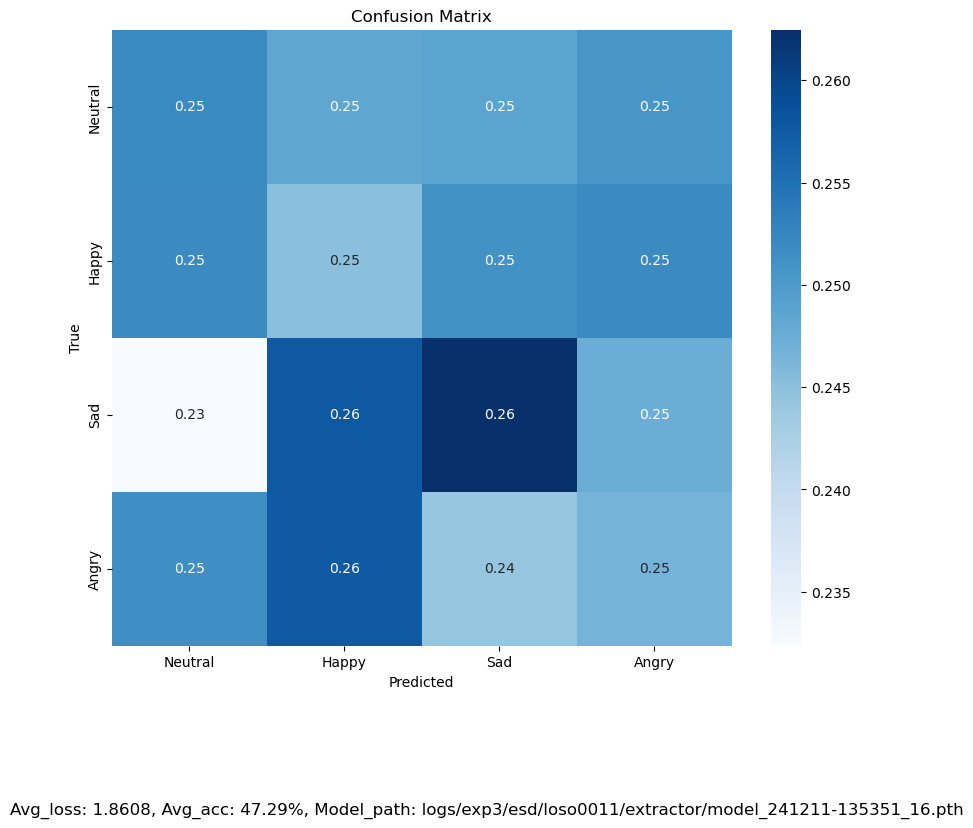 Confusion Matrix
Neutral
0.25 0.25 0.25 0.25
0.260
0.255
Happy
0.25 0.25 0.25 0.25
0.250
True
0.245
Sad
0.23 0.26 0.26 0.25
0.240
Angry
0.25 0.26 0.24 0.25
0.235
Neutral Happy Sad Angry
Predicted
Avg_loss: 1.8608, Avg_acc: 47.29%, Model_path: logs/exp3/esd/loso0011/extractor/model_241211-135351_16.pth